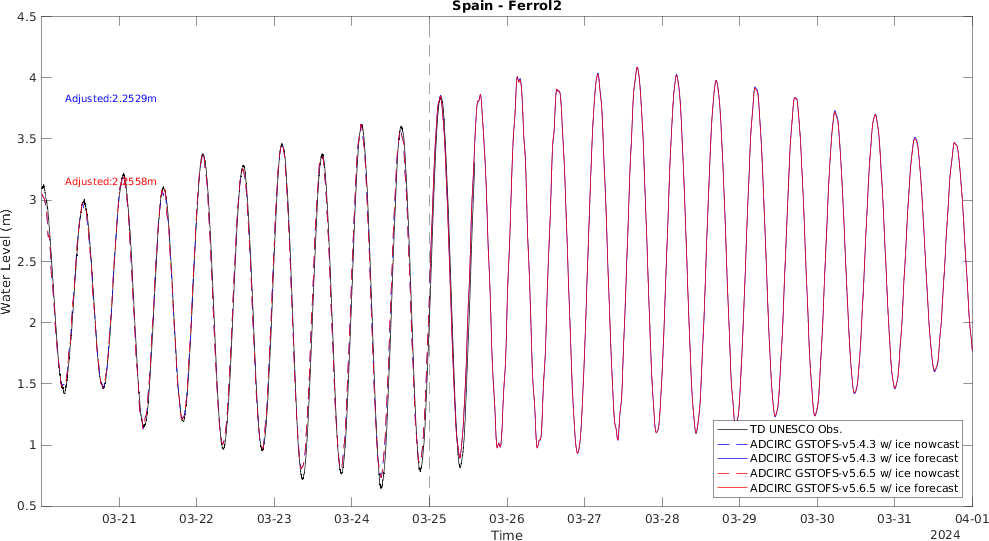 Spain - Ferrol2
4.5
4
3.5
3
2.5
2
1.5
1
0.5
Water Level (m)
Adjusted:2.2529m
Adjusted:2.2558m
TD UNESCO Obs.
ADCIRC GSTOFS-v5.4.3 w/ ice nowcast
ADCIRC GSTOFS-v5.4.3 w/ ice forecast
ADCIRC GSTOFS-v5.6.5 w/ ice nowcast
ADCIRC GSTOFS-v5.6.5 w/ ice forecast
03-21 03-22 03-23 03-24 03-25 03-26 03-27 03-28 03-29 03-30 03-31 04-01
Time
2024